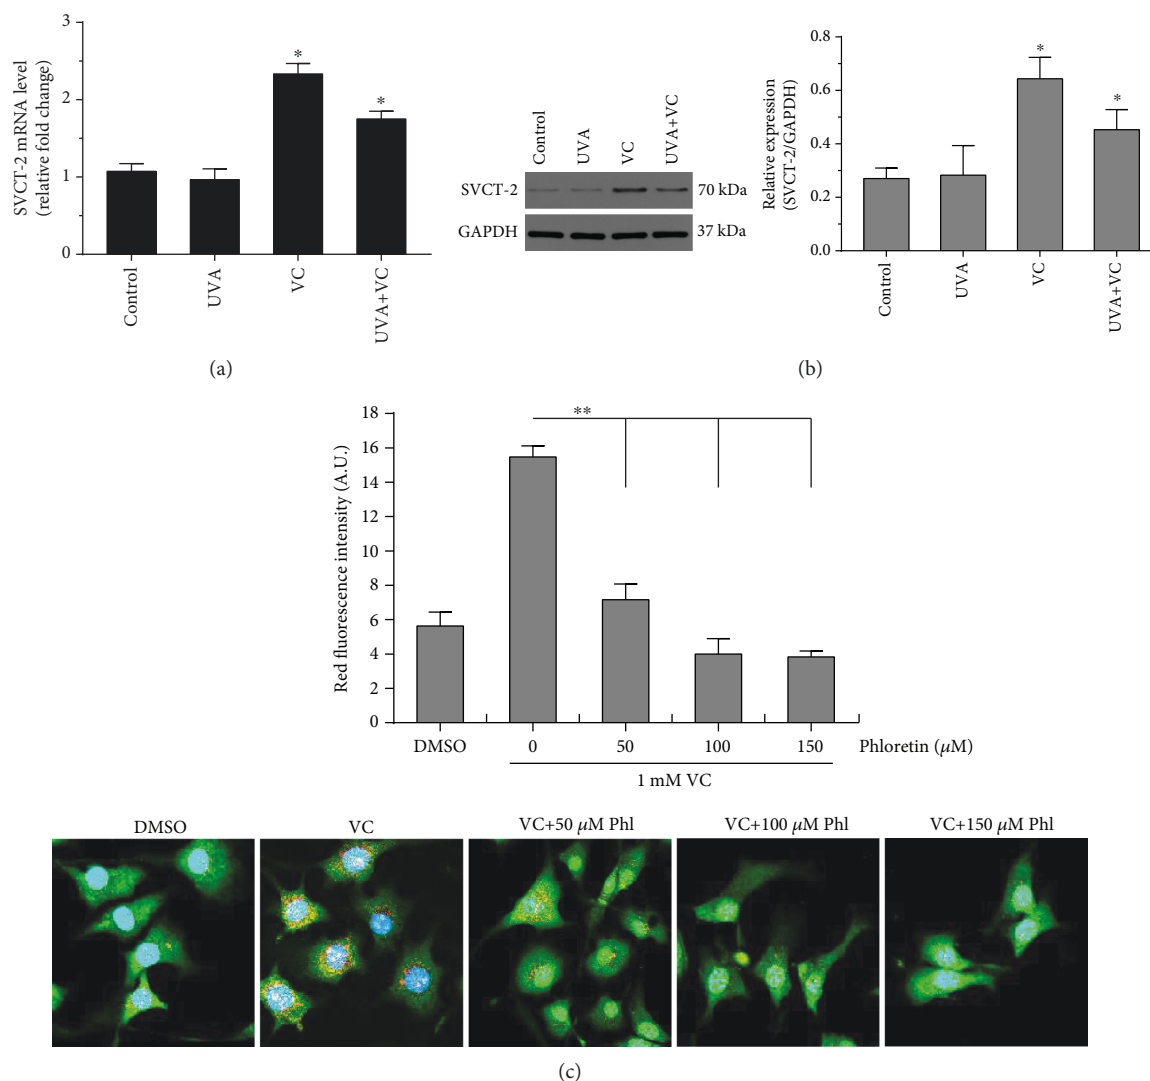 SVCT-2 mRNA level
(relative fold change)
3
2
1
0
*
*
Control
UVA
VC
UVA+VC
(a)
Control
UVA
VC
UVA+VC
SVCT-2
70 kDa
GAPDH
37 kDa
Relative expression
(SVCT-2/GAPDH)
0.8
0.6
0.4
0.2
0.0
*
*
Control
UVA
VC
UVA+VC
(b)
Red fluorescence intensity (A.U.)
18
16
14
12
10
8
6
4
2
0
**
DMSO
0
50
100
150
Phloretin (μM)
1 mM VC
DMSO
VC
VC+50 μM Phl
VC+100 μM Phl
VC+150 μM Phl
(c)